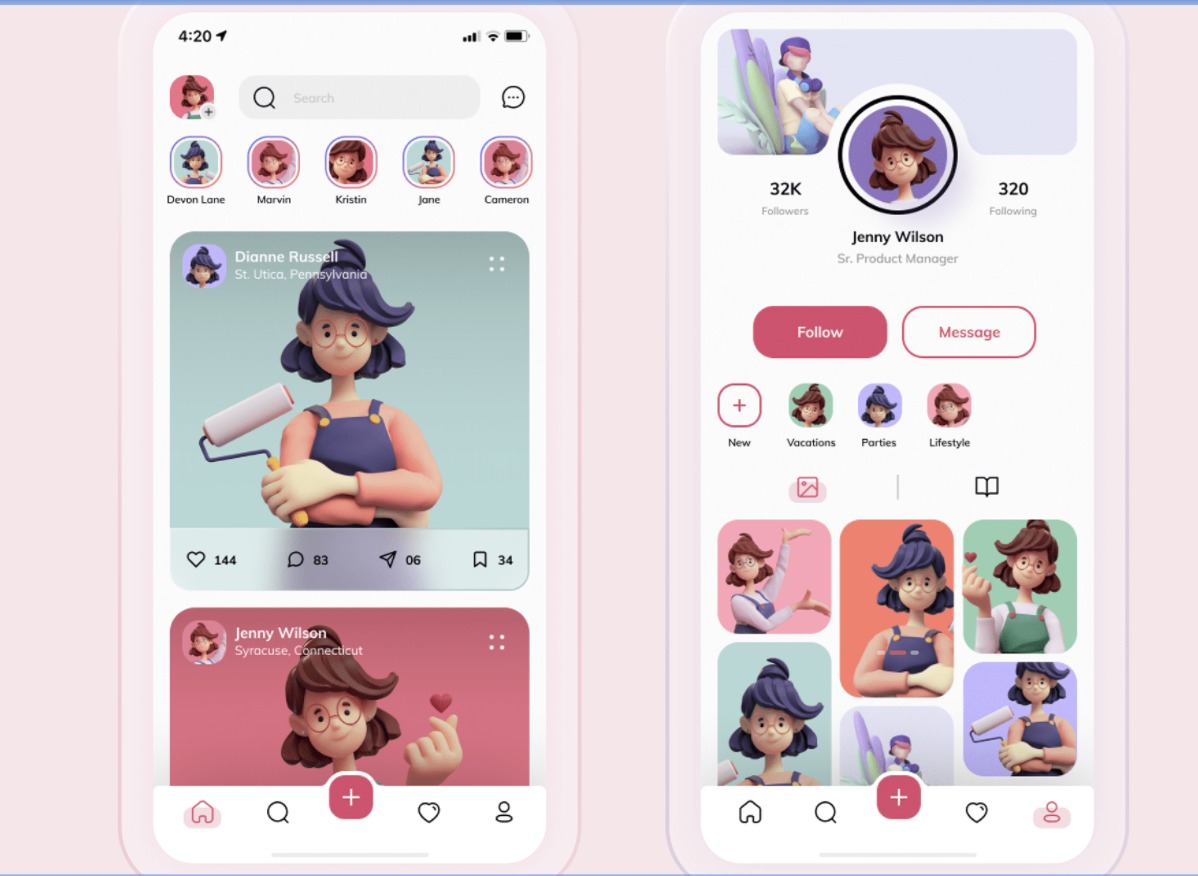 4:20
Search
Devon Lane
Marvin
Kristin
Jane
Cameron
Dianne Russell
St. Utica, Pennsylvania
144
83
06
34
Jenny Wilson
Syracuse, Connecticut
32K
Followers
320
Following
Jenny Wilson
Sr. Product Manager
Follow
Message
New
Vacations
Parties
Lifestyle